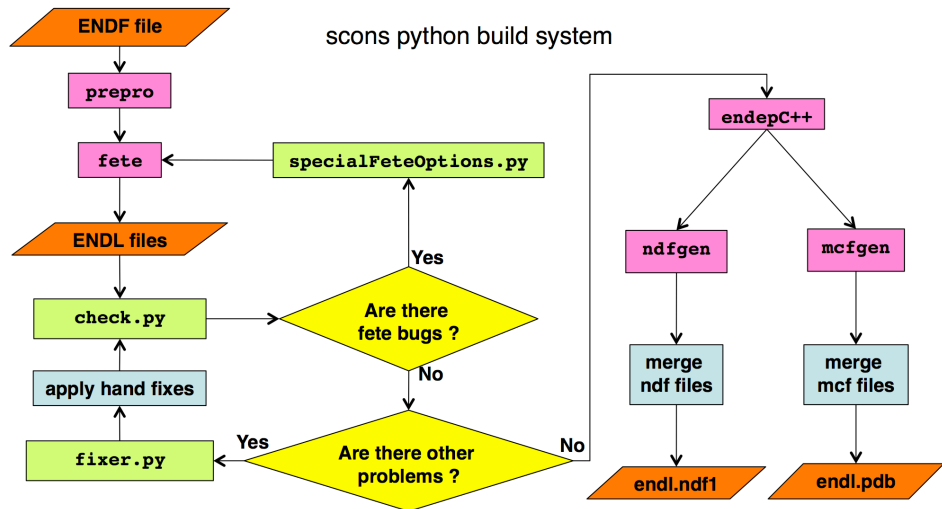 ENDF file
scons python build system
prepro
endepC++
fete
specialFeteOptions.py
ENDL files
Yes
ndfgen
mcfgen
check.py
Are there
fete bugs ?
No
apply hand fixes
merge
ndf files
merge
mcf files
Yes
No
fixer.py
Are there other
problems ?
endl.ndf1
endl.pdb